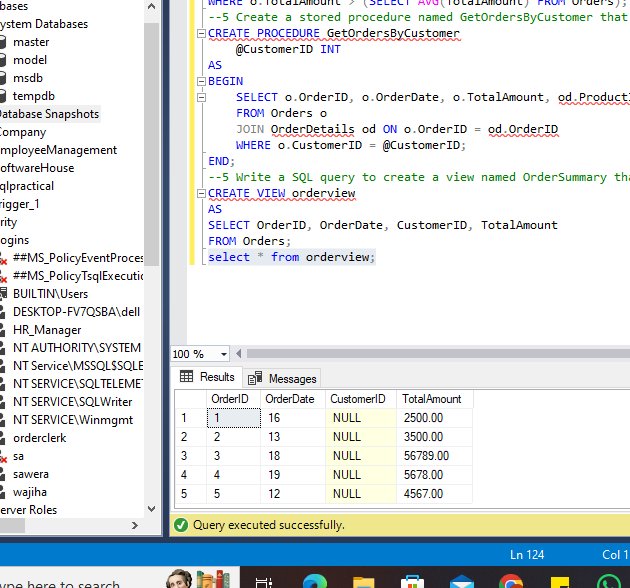 bases
System Databases
master
model
msdb
tempdb
Database Snapshots
Company
mployeeManagement
oftwareHouse
qlpractical
rigger_1
rity
ogins
##MS_PolicyEventProces
##MS_PolicyTsqlExecutio
BUILTIN\Users
DESKTOP-FV7QSBA\dell
HR_Manager
NT AUTHORITY\SYSTEM
NT Service\MSSQL$SQLE
NT SERVICE\SQLTELEMET
NT SERVICE\SQLWriter
NT SERVICE\Winmgmt
orderclerk
sa
sawera
wajiha
erver Roles
WHERE o.TotalAmount > (SELECT AVG(TotalAmount) FROM Orders);
--5 Create a stored procedure named GetOrdersByCustomer that
CREATE PROCEDURE GetOrdersByCustomer
@CustomerID INT
AS
BEGIN
SELECT o.OrderID, o.OrderDate, o.TotalAmount, od.ProductI
FROM Orders o
JOIN OrderDetails od ON o.OrderID = od.OrderID
WHERE o.CustomerID = @CustomerID;
END;
--5 Write a SQL query to create a view named OrderSummary tha
CREATE VIEW orderview
AS
SELECT OrderID, OrderDate, CustomerID, TotalAmount
FROM Orders;
select * from orderview;
100 %
Results Messages
OrderID OrderDate CustomerID TotalAmount
1 1 16 NULL 2500.00
2 2 13 NULL 3500.00
3 3 18 NULL 56789.00
4 4 19 NULL 5678.00
5 5 12 NULL 4567.00
Query executed successfully.
Ln 124 Col 1
ype here to search